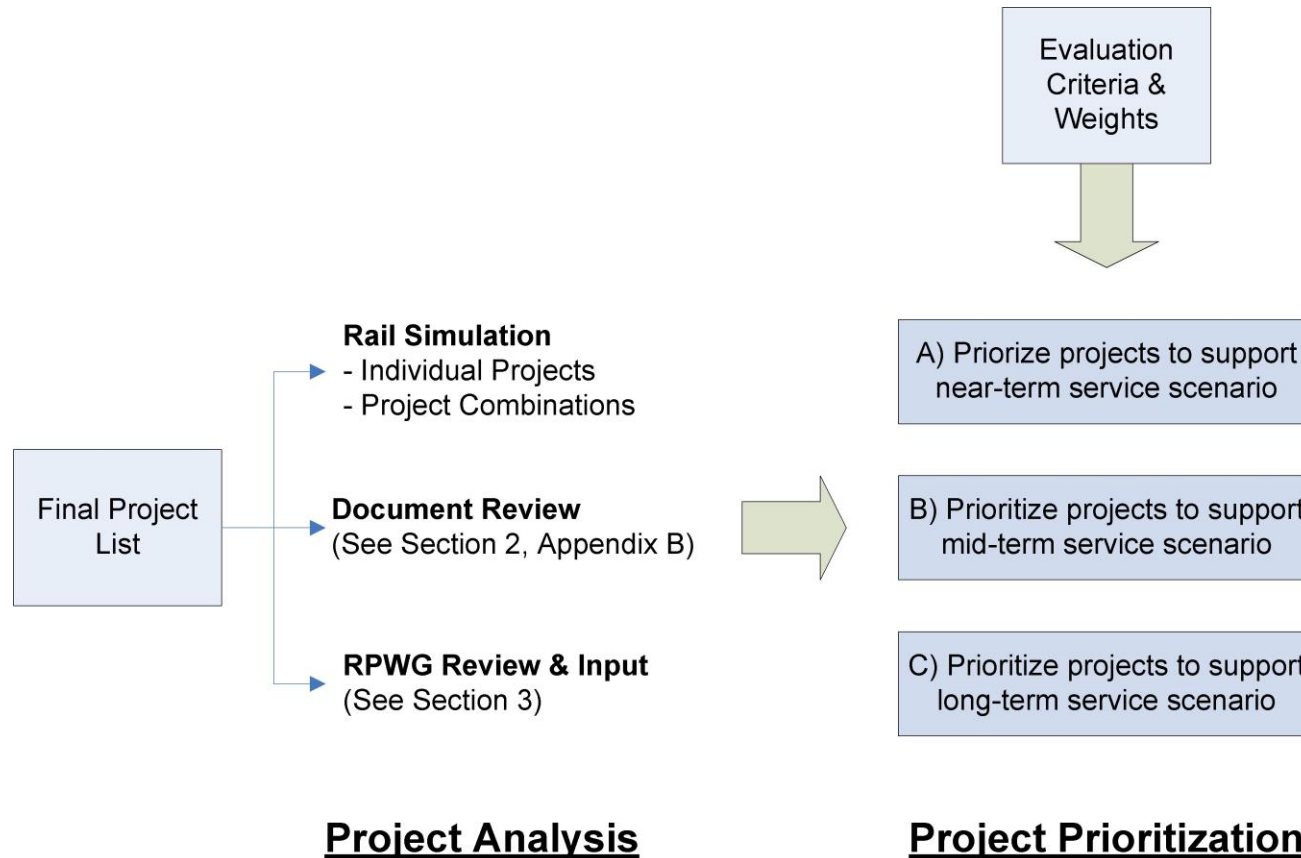 Evaluation
Criteria &
Weights
Final Project
List
Rail Simulation
- Individual Projects
- Project Combinations
Document Review
(See Section 2, Appendix B)
RPWG Review & Input
(See Section 3)
A) Priorize projects to support
near-term service scenario
B) Prioritize projects to support
mid-term service scenario
C) Prioritize projects to support
long-term service scenario
Project Analysis
Project Prioritization